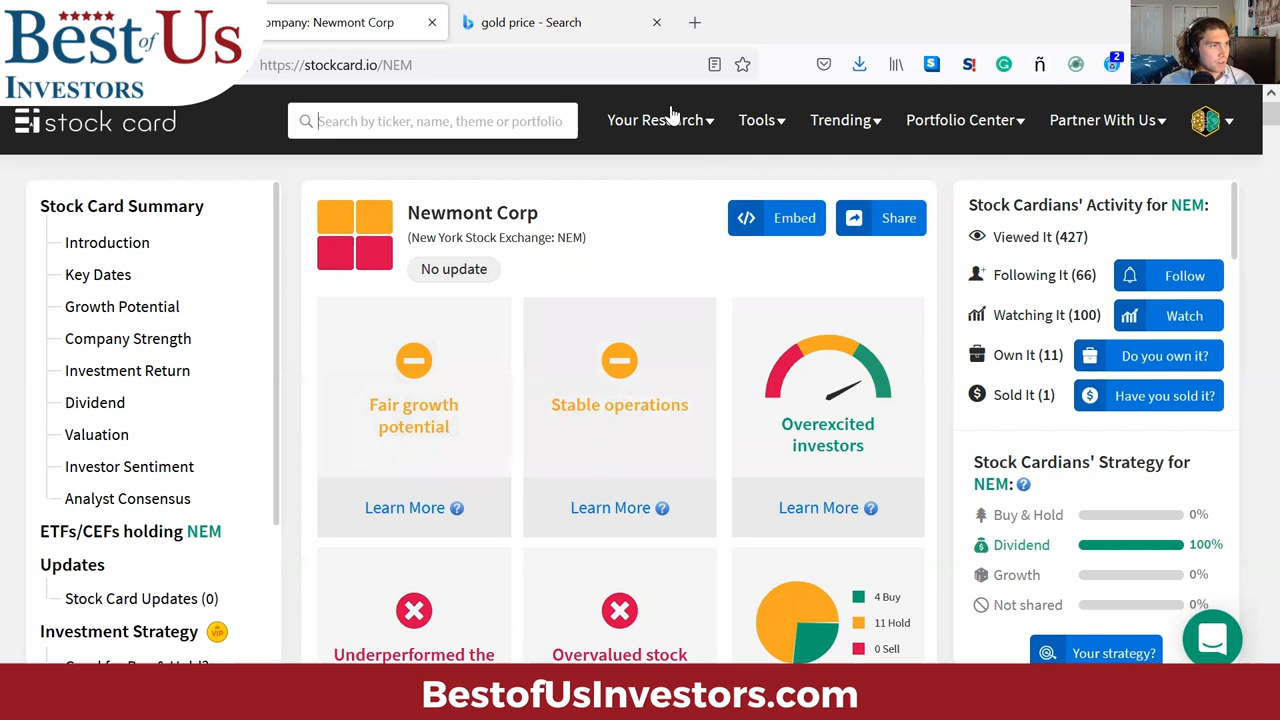 Best of Us
INVESTORS
ompany: Newmont Corp
gold price - Search
https://stockcard.io/NEM
S
S!
ñ
2
stock card
Search by ticker, name, theme or portfolio
Your Research
Tools
Trending
Portfolio Center
Partner With Us
Stock Card Summary
Introduction
Key Dates
Growth Potential
Company Strength
Investment Return
Dividend
Valuation
Investor Sentiment
Analyst Consensus
ETFs/CEFs holding NEM
Updates
Stock Card Updates (0)
Investment Strategy VIP
Newmont Corp
(New York Stock Exchange: NEM)
No update
Embed
Share
Fair growth
potential
Learn More ?
Stable operations
Learn More ?
Overexcited
investors
Learn More ?
Underperformed the
Overvalued stock
4 Buy
11 Hold
0 Sell
Stock Cardians' Activity for NEM:
Viewed It (427)
Following It (66)
Follow
Watching It (100)
Watch
Own It (11)
Do you own it?
Sold It (1)
Have you sold it?
Stock Cardians' Strategy for
NEM: ?
Buy & Hold 0%
Dividend 100%
Growth 0%
Not shared 0%
Your strategy?
BestofUsInvestors.com